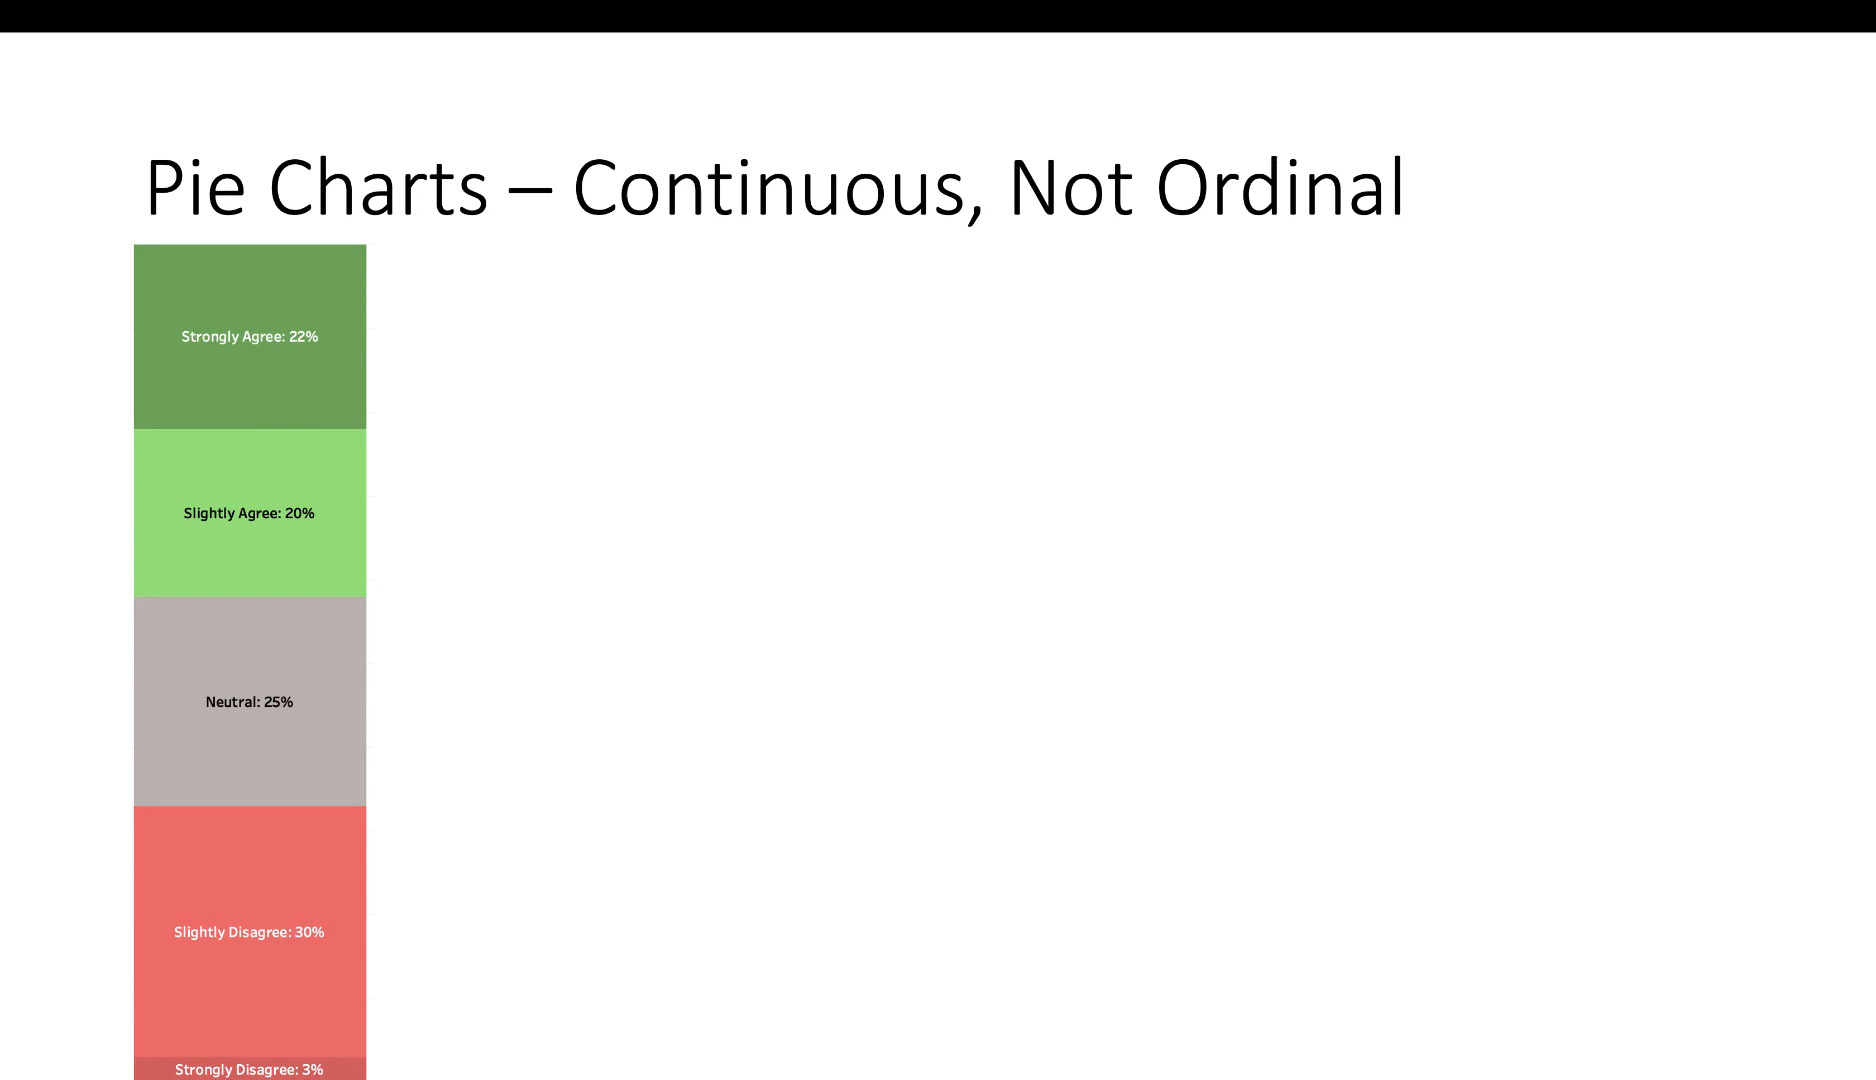 Pie Charts – Continuous, Not Ordinal
Strongly Agree: 22%
Slightly Agree: 20%
Neutral: 25%
Slightly Disagree: 30%
Strongly Disagree: 3%